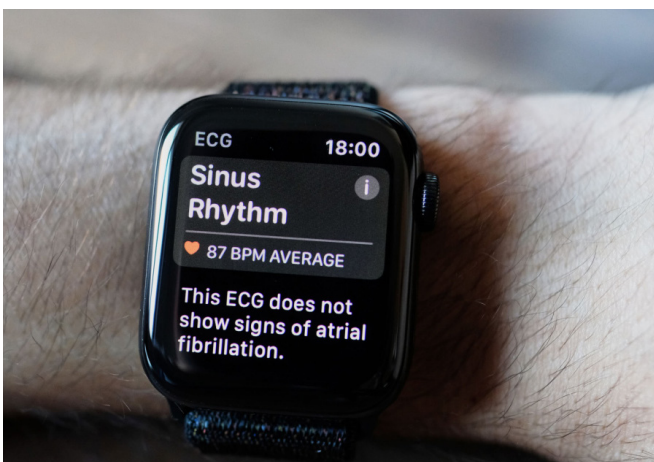 ECG 18:00
Sinus
Rhythm
i
87 BPM AVERAGE
This ECG does not
show signs of atrial
fibrillation.